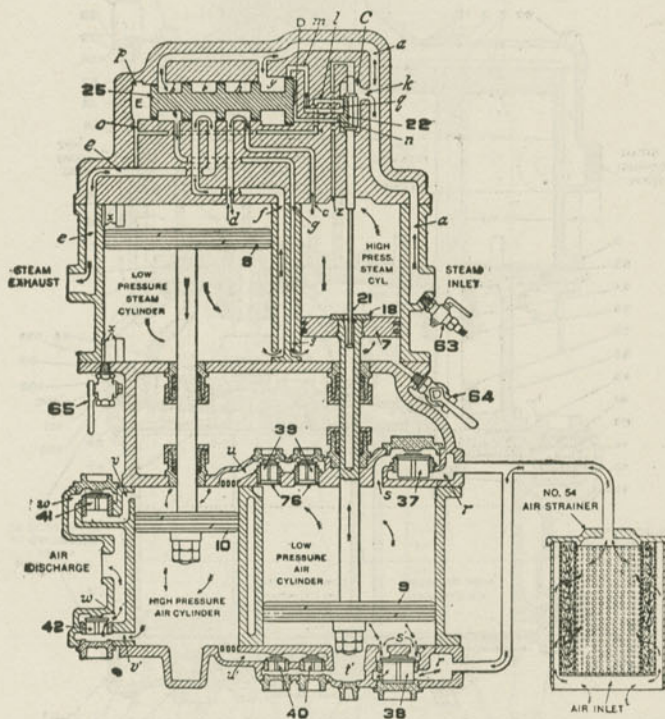 D m l C
a
P
25
k
q
22
E
n
o
e
d
f
g
c
z
e
x
8
a
HIGH
PRESS.
STEAM
CYL.
STEAM
EXHAUST
LOW
PRESSURE
STEAM
CYLINDER
STEAM
INLET
21
18
7
63
x
65
64
39
u
v
76
37
s
r
w
41
NO. 54
AIR STRAINER
10
AIR
DISCHARGE
LOW
PRESSURE
AIR
CYLINDER
HIGH PRESSURE
AIR CYLINDER
w
9
42
v
s
u
t
r
40
38
AIR INLET